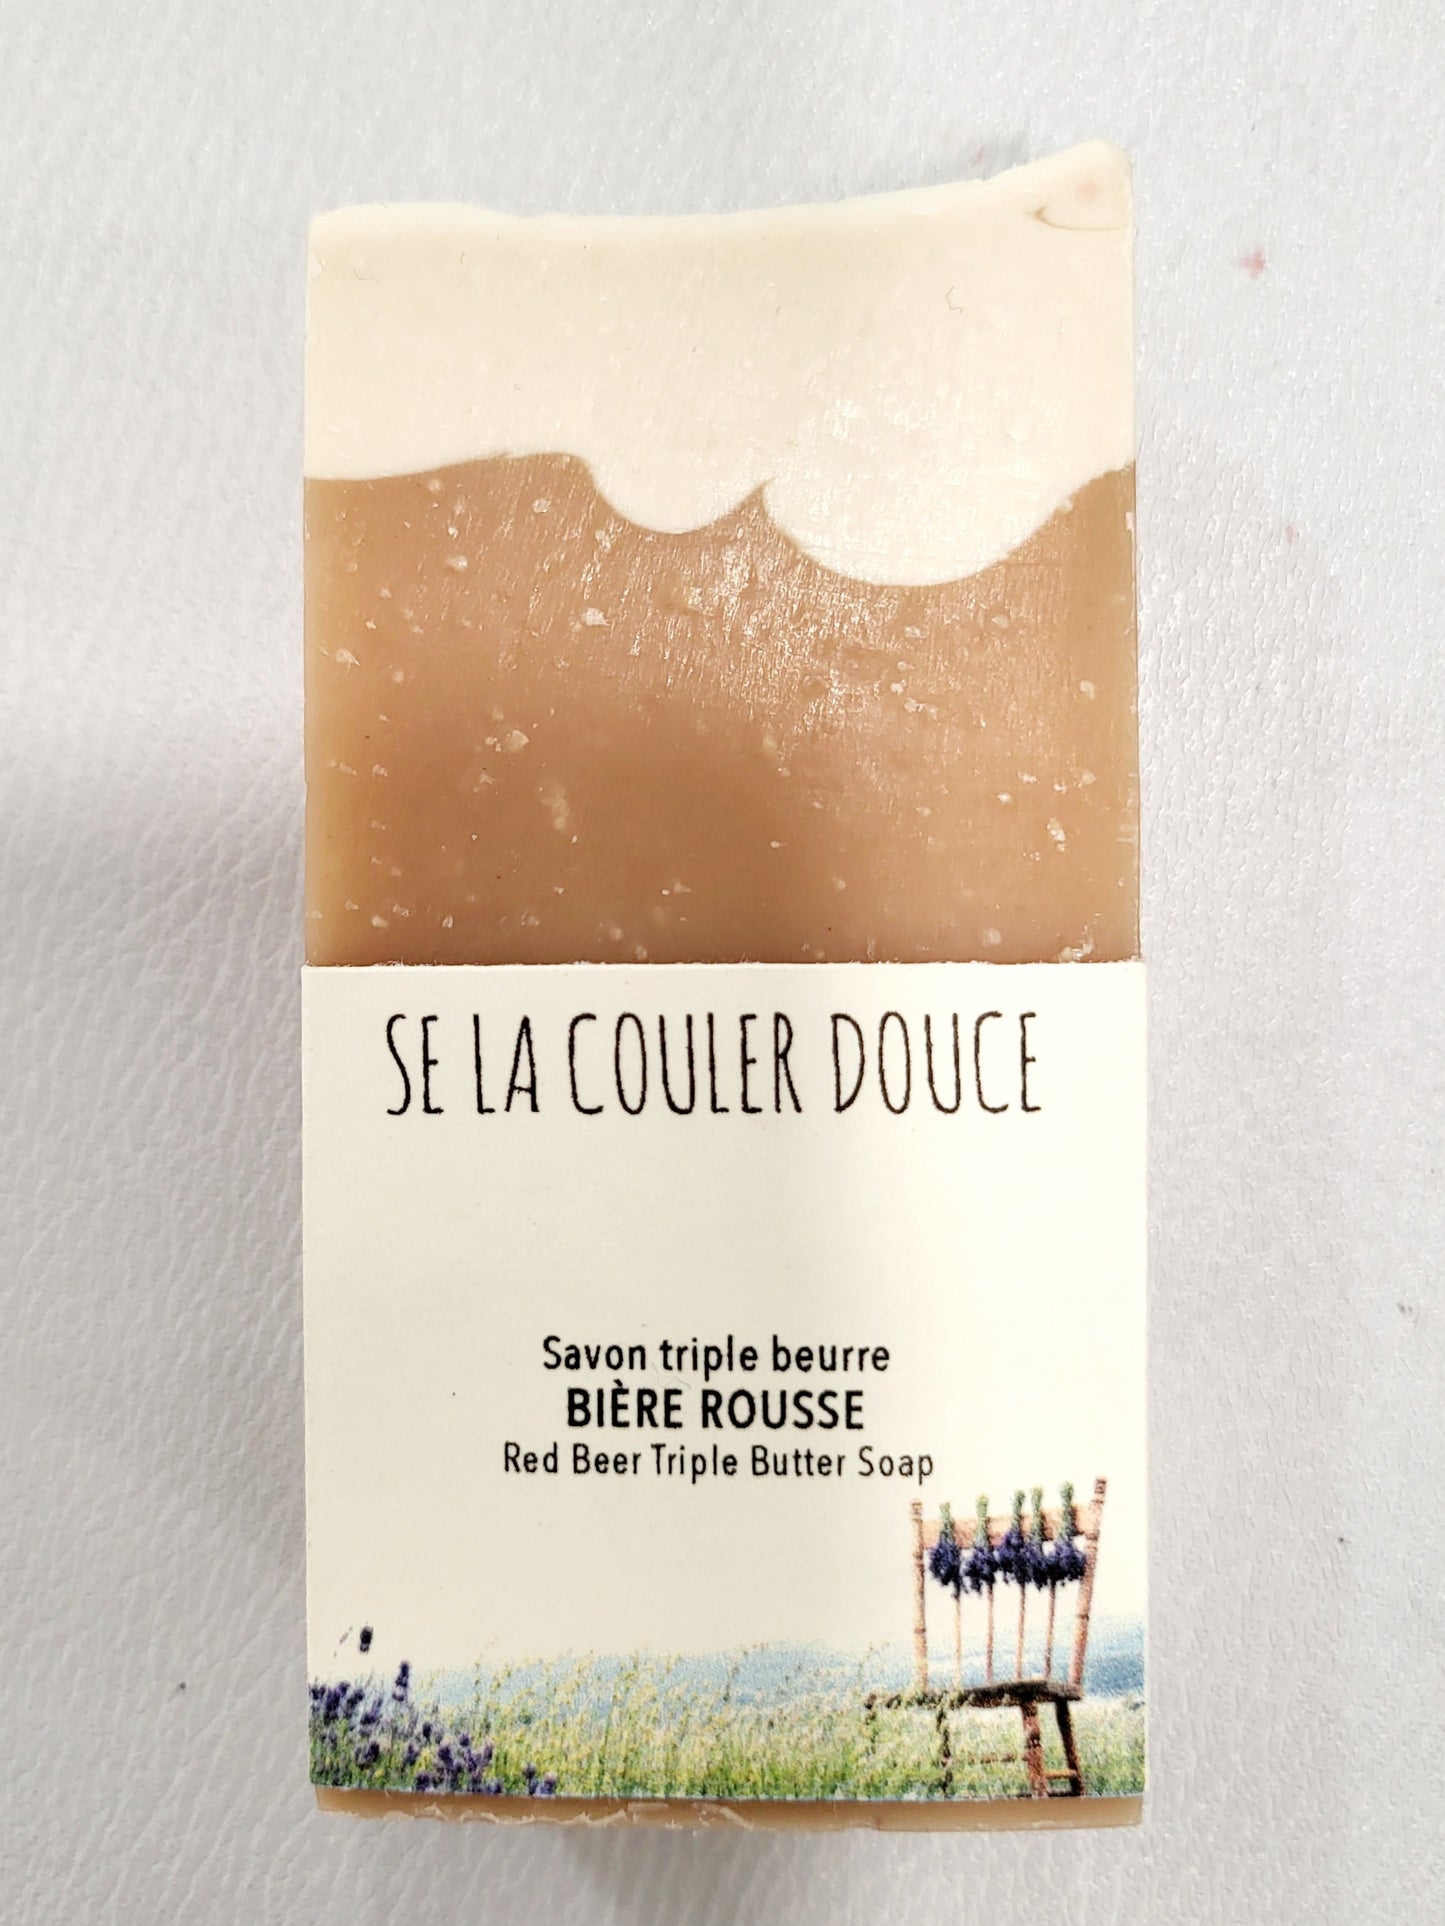 SE LA COULER DOUCE
Savon triple beurre
BIÈRE ROUSSE
Red Beer Triple Butter Soap